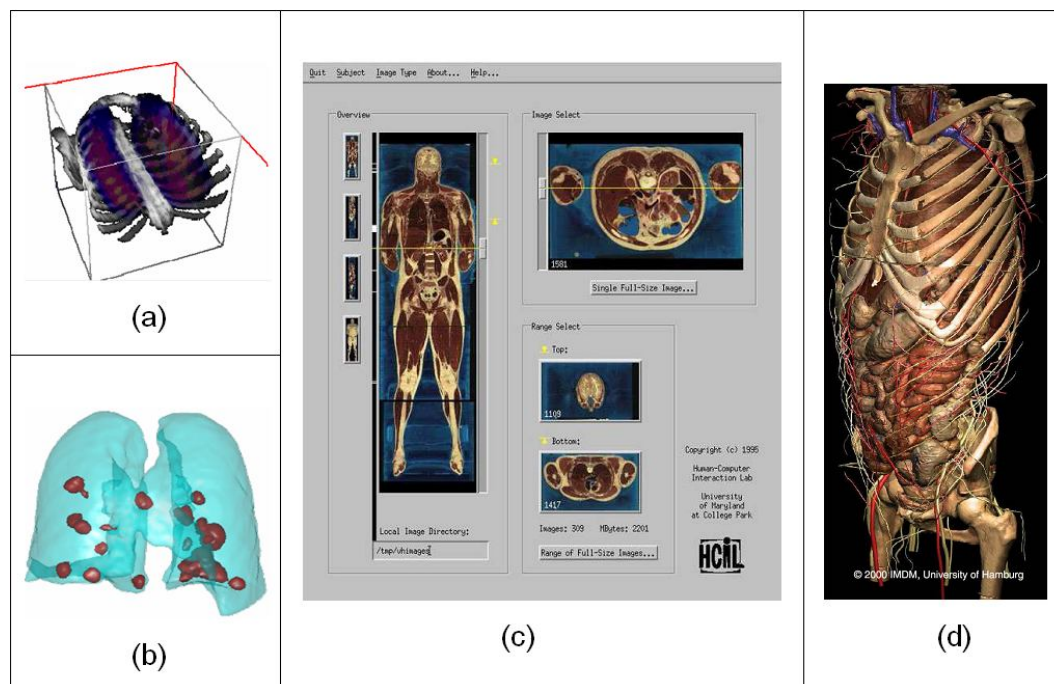 (a)
(b)
Quit Subject Image Type About... Help...
Overview
Image Select
1581
Single Full-Size Image...
Range Select
Top:
1109
Bottom:
1417
Images: 309 MBytes: 2201
Range of Full-Size Images...
Local Image Directory:
/tmp/vhimages
Copyright (c) 1995
Human-Computer
Interaction Lab
University
of Maryland
at College Park
HCIL
(c)
© 2000 IMDM, University of Hamburg
(d)